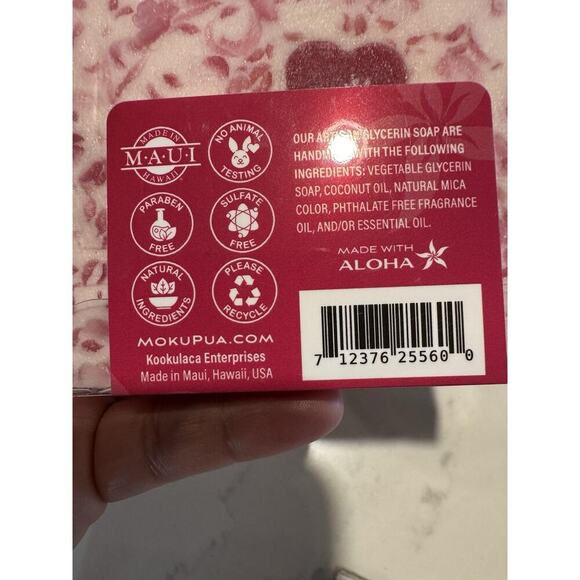 MADE IN
M·A·U·I
HAWAII
NO ANIMAL
TESTING
PARABEN
FREE
SULFATE
FREE
NATURAL
INGREDIENTS
PLEASE
RECYCLE
MOKUPUA.COM
Kookulaca Enterprises
Made in Maui, Hawaii, USA
OUR ARTISAN GLYCERIN SOAP ARE
HANDMADE WITH THE FOLLOWING
INGREDIENTS: VEGETABLE GLYCERIN
SOAP, COCONUT OIL, NATURAL MICA
COLOR, PHTHALATE FREE FRAGRANCE
OIL, AND/OR ESSENTIAL OIL.
MADE WITH
ALOHA
7 12376 25560 0